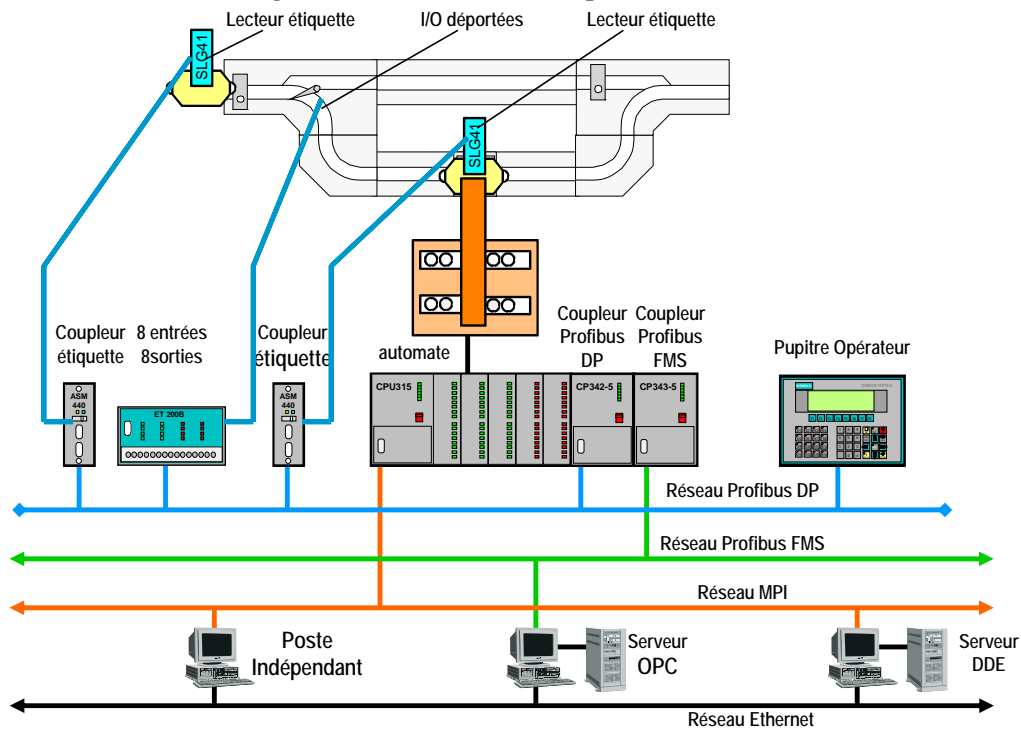 Lecteur étiquette
I/O déportées
Lecteur étiquette
SLG41
SLG41
Coupleur
étiquette
8 entrées
8sorties
Coupleur
étiquette
automate
Coupleur
Profibus
DP
Coupleur
Profibus
FMS
Pupitre Opérateur
ASM
440
ET 200B
ASM
440
CPU315
CP342-5
CP343-5
Réseau Profibus DP
Réseau Profibus FMS
Réseau MPI
Poste
Indépendant
Serveur
OPC
Serveur
DDE
Réseau Ethernet